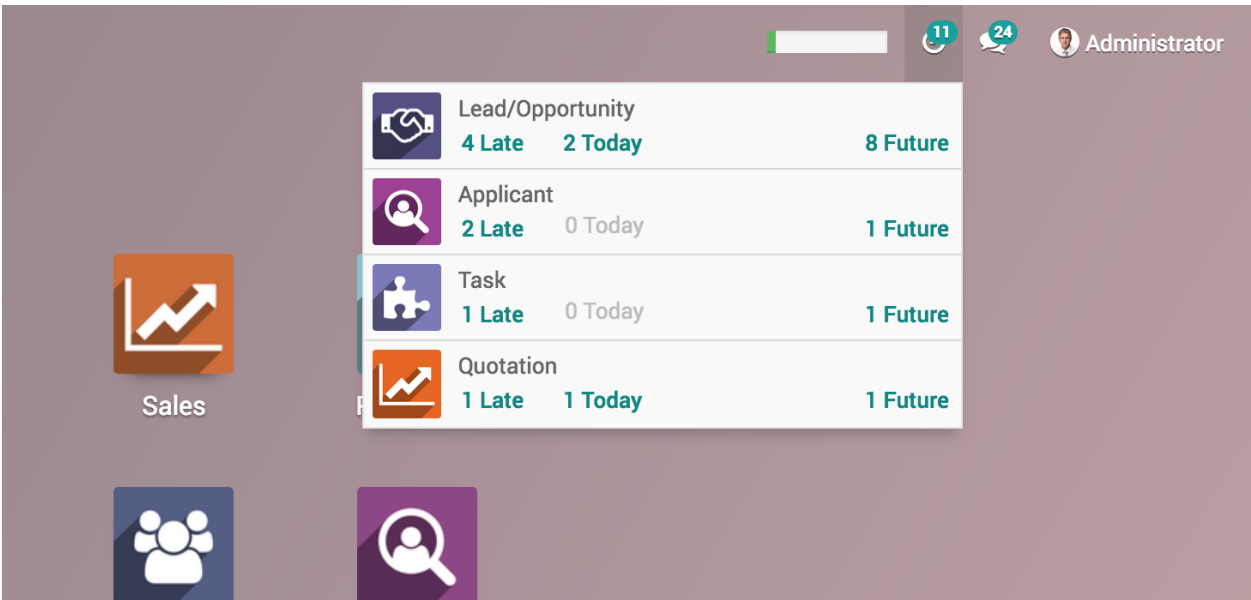 11 24 Administrator
Lead/Opportunity
4 Late 2 Today 8 Future
Applicant
2 Late 0 Today 1 Future
Task
1 Late 0 Today 1 Future
Quotation
1 Late 1 Today 1 Future
Sales